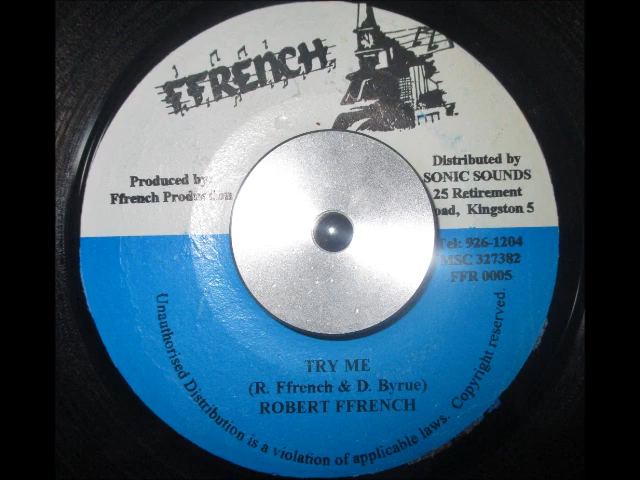 FFRENCH
Produced by:
Ffrench Production
Distributed by
SONIC SOUNDS
25 Retirement
Road, Kingston 5
Tel: 926-1204
MSC 327382
FFR 0005
TRY ME
(R. Ffrench & D. Byrue)
ROBERT FFRENCH
Unauthorised Distribution is a violation of applicable laws. Copyright reserved.